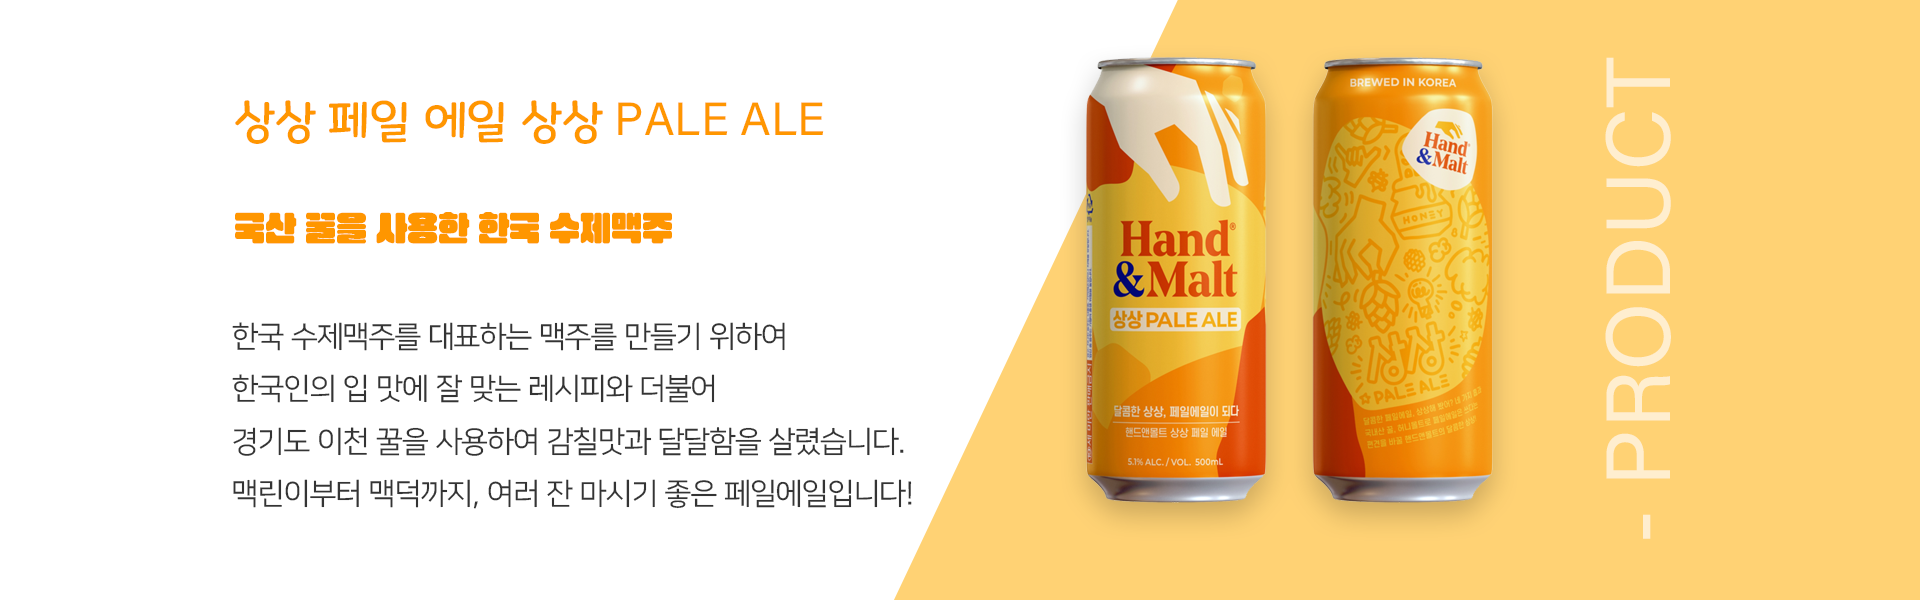 상상 페일 에일 상상 PALE ALE
국산 꿀을 사용한 한국 수제맥주
한국 수제맥주를 대표하는 맥주를 만들기 위하여
한국인의 입 맛에 잘 맞는 레시피와 더불어
경기도 이천 꿀을 사용하여 감칠맛과 달달함을 살렸습니다.
맥린이부터 맥덕까지, 여러 잔 마시기 좋은 페일에일입니다!
Hand®
&Malt
상상 PALE ALE
달콤한 상상, 페일에일이 되다
핸드앤몰트 상상 페일 에일
5.1% ALC. / VOL. 500mL
BREWED IN KOREA
Hand
&Malt
HONEY
상상
PALE ALE
- PRODUCT